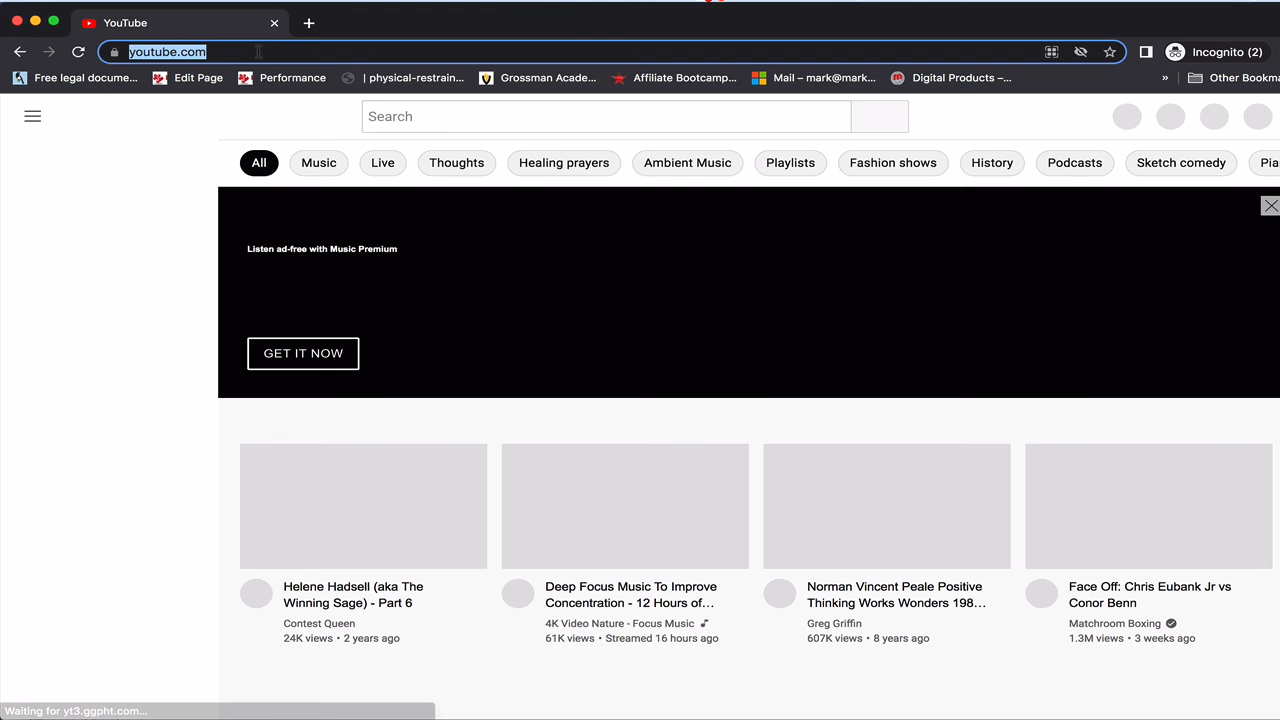 YouTube
youtube.com
Incognito (2)
Free legal docume...
Edit Page
Performance
| physical-restrain...
Grossman Acade...
Affiliate Bootcamp...
Mail – mark@mark...
Digital Products –...
»
Other Bookma
Search
All
Music
Live
Thoughts
Healing prayers
Ambient Music
Playlists
Fashion shows
History
Podcasts
Sketch comedy
Pia
Listen ad-free with Music Premium
GET IT NOW
Helene Hadsell (aka The
Winning Sage) - Part 6
Contest Queen
24K views • 2 years ago
Deep Focus Music To Improve
Concentration - 12 Hours of...
4K Video Nature - Focus Music
61K views • Streamed 16 hours ago
Norman Vincent Peale Positive
Thinking Works Wonders 198...
Greg Griffin
607K views • 8 years ago
Face Off: Chris Eubank Jr vs
Conor Benn
Matchroom Boxing
1.3M views • 3 weeks ago
Waiting for yt3.ggpht.com...